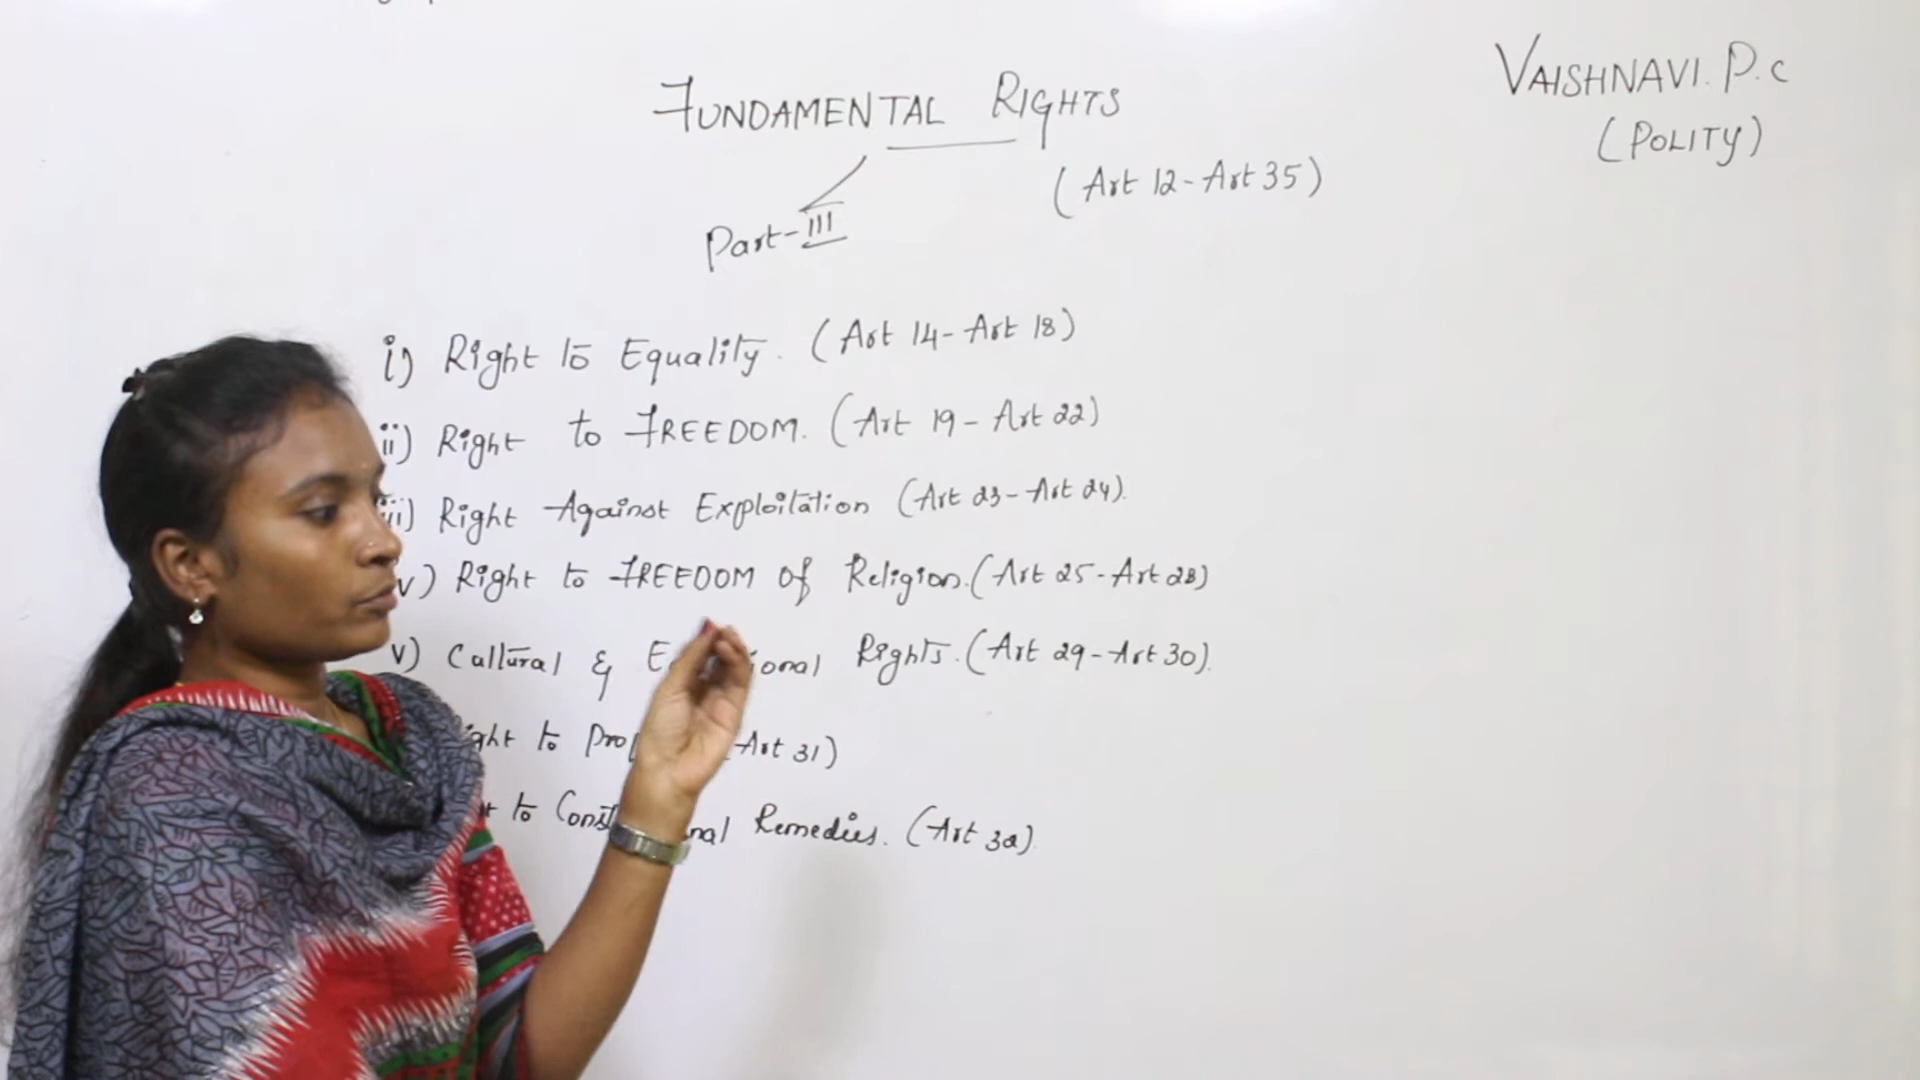 FUNDAMENTAL RIGHTS
VAISHNAVI. P.C
(POLITY)
(Art 12 - Art 35)
Part - III
i) Right to Equality. (Art 14 - Art 18)
ii) Right to FREEDOM. (Art 19 - Art 22)
iii) Right Against Exploitation (Art 23 - Art 24).
v) Right to FREEDOM of Religion. (Art 25 - Art 28)
v) Cultural & Rights. (Art 29 - Art 30).
to (Art 31)
to Remedies. (Art 32).